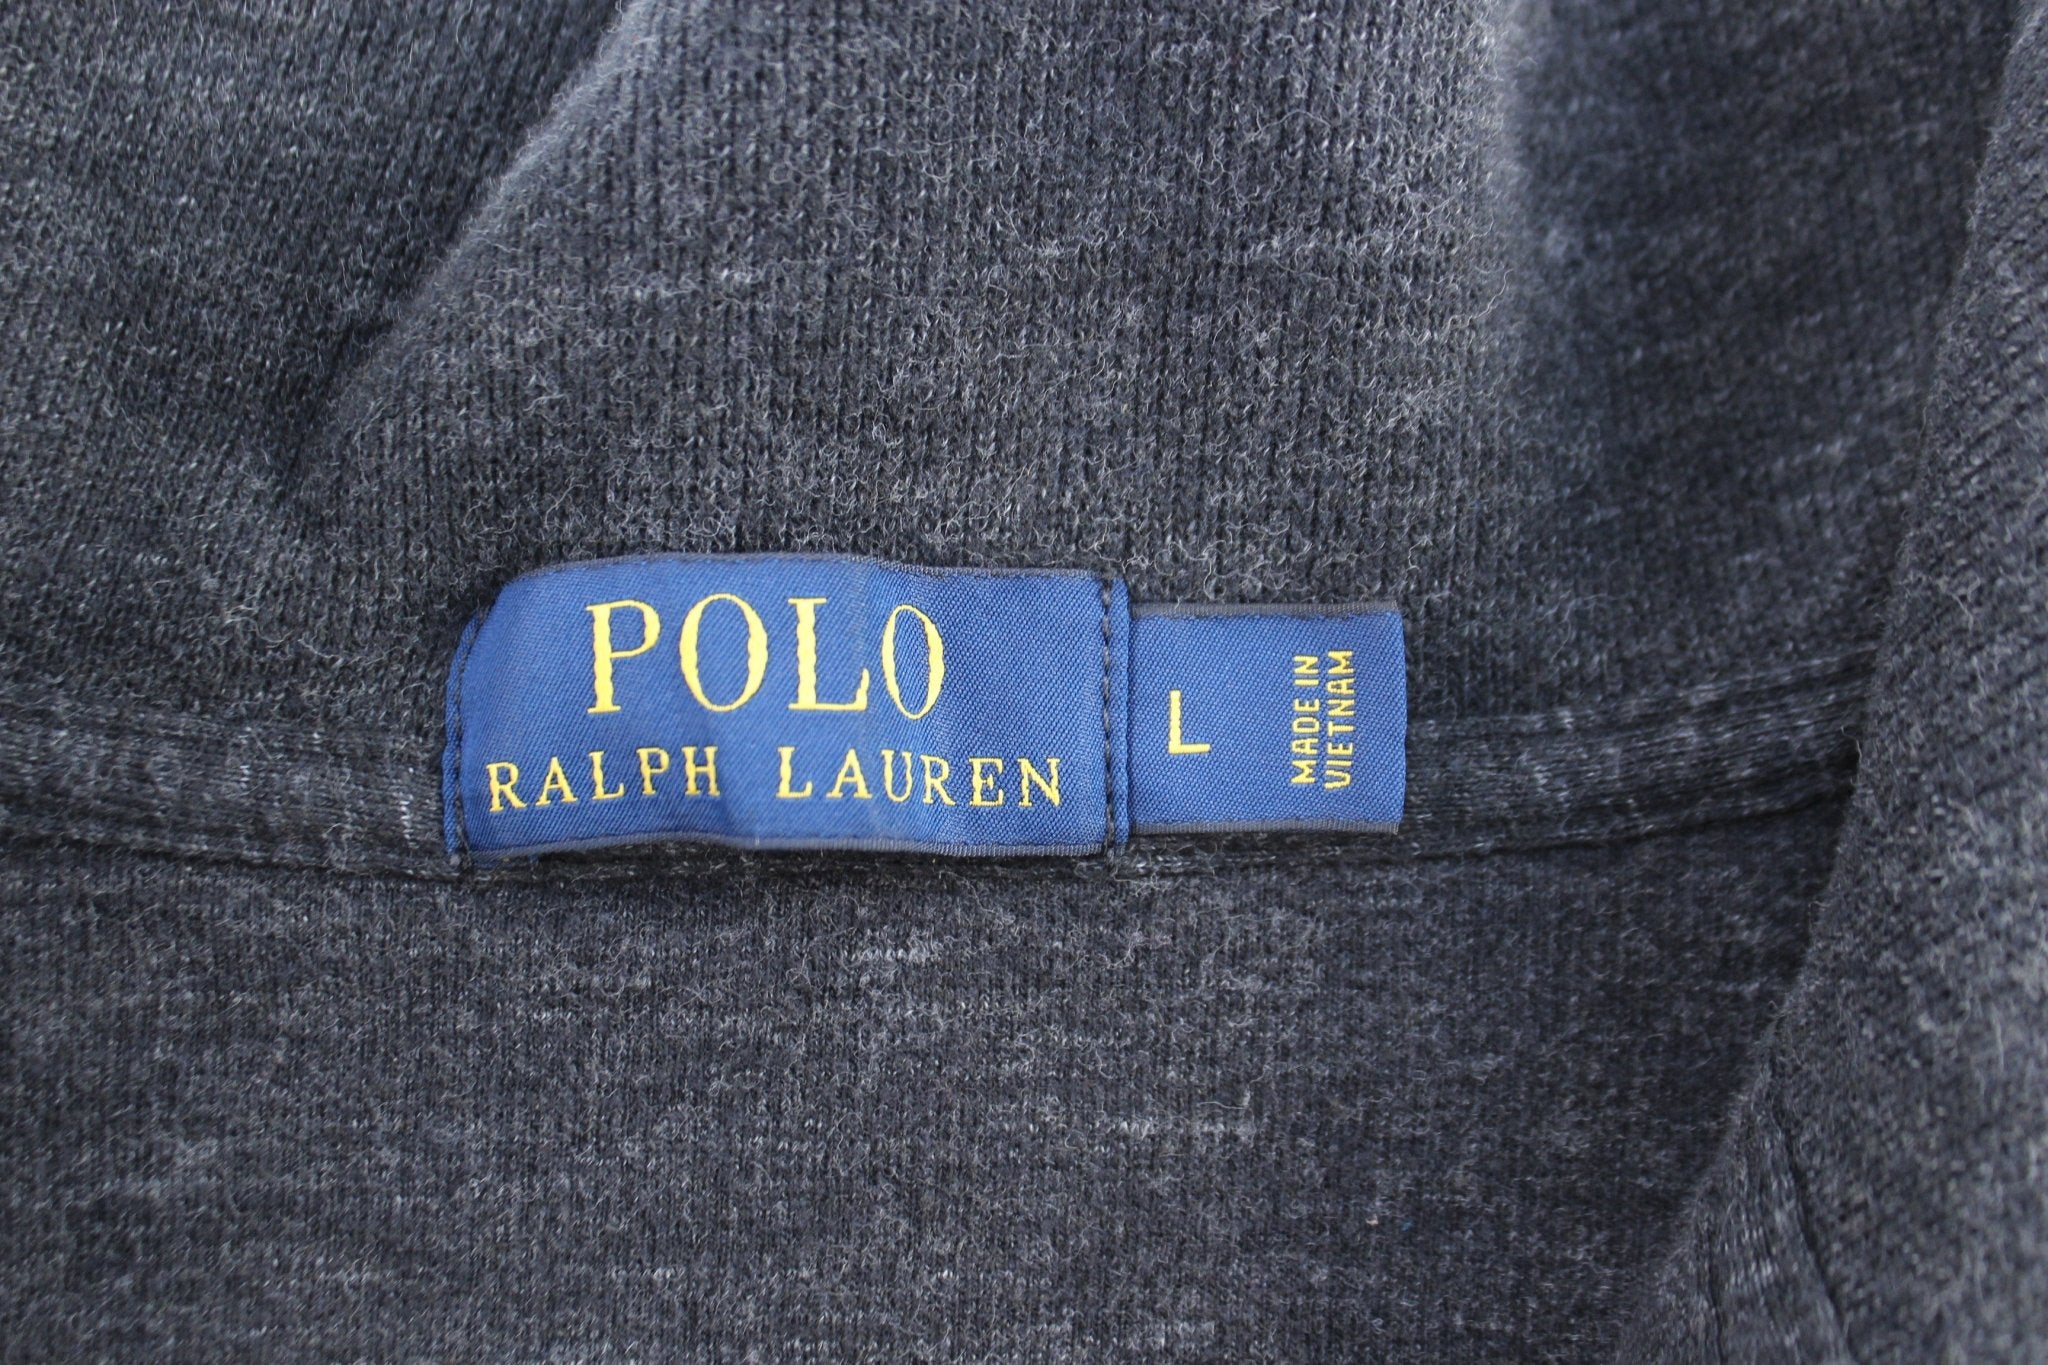 POLO
RALPH LAUREN
L
MADE IN
VIETNAM